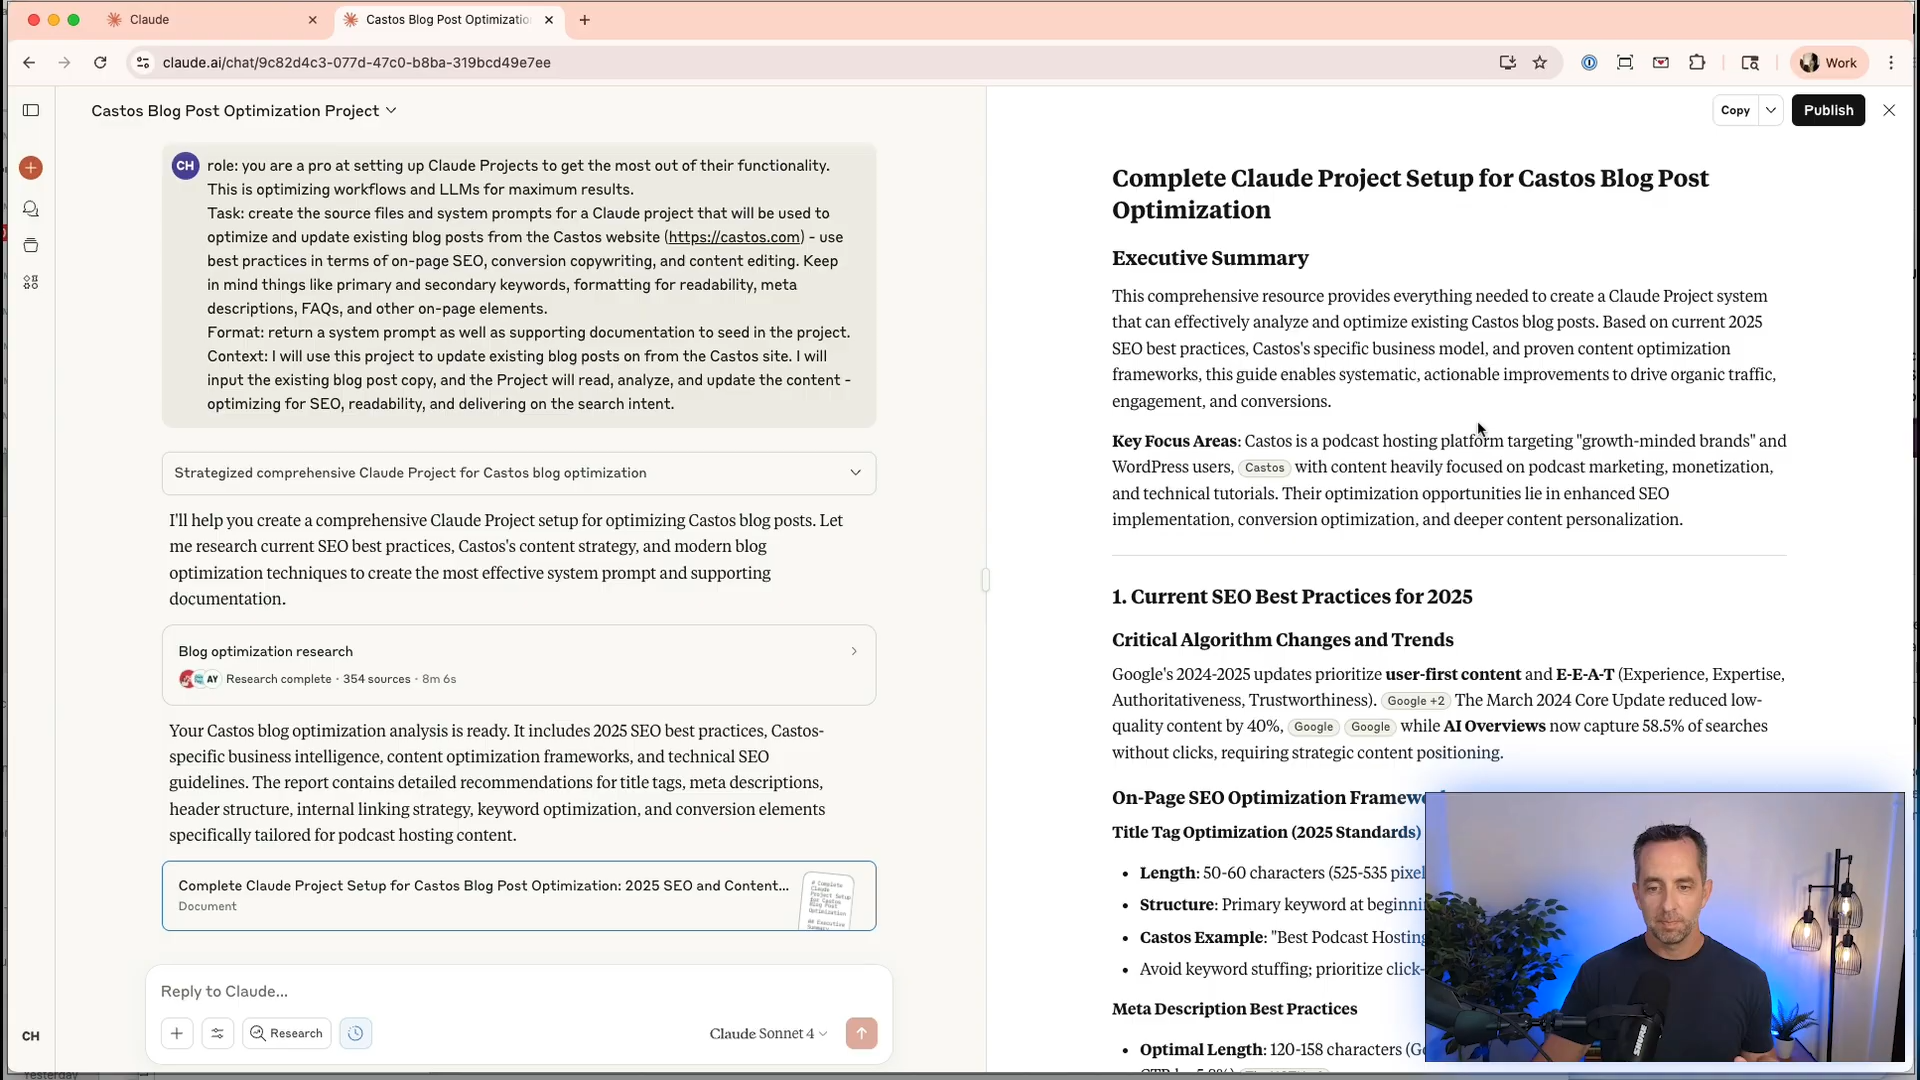 Claude
Castos Blog Post Optimizatio
claude.ai/chat/9c82d4c3-077d-47c0-b8ba-319bcd49e7ee
Work
Castos Blog Post Optimization Project
CH
role: you are a pro at setting up Claude Projects to get the most out of their functionality.
This is optimizing workflows and LLMs for maximum results.
Task: create the source files and system prompts for a Claude project that will be used to
optimize and update existing blog posts from the Castos website (https://castos.com) - use
best practices in terms of on-page SEO, conversion copywriting, and content editing. Keep
in mind things like primary and secondary keywords, formatting for readability, meta
descriptions, FAQs, and other on-page elements.
Format: return a system prompt as well as supporting documentation to seed in the project.
Context: I will use this project to update existing blog posts on from the Castos site. I will
input the existing blog post copy, and the Project will read, analyze, and update the content -
optimizing for SEO, readability, and delivering on the search intent.
Strategized comprehensive Claude Project for Castos blog optimization
I'll help you create a comprehensive Claude Project setup for optimizing Castos blog posts. Let
me research current SEO best practices, Castos's content strategy, and modern blog
optimization techniques to create the most effective system prompt and supporting
documentation.
Blog optimization research
AY Research complete · 354 sources · 8m 6s
Your Castos blog optimization analysis is ready. It includes 2025 SEO best practices, Castos-
specific business intelligence, content optimization frameworks, and technical SEO
guidelines. The report contains detailed recommendations for title tags, meta descriptions,
header structure, internal linking strategy, keyword optimization, and conversion elements
specifically tailored for podcast hosting content.
Complete Claude Project Setup for Castos Blog Post Optimization: 2025 SEO and Content...
Document
# Complete
Claude
Project Setup
for Castos
Blog Post
Optimization
## Executive
Summary
Reply to Claude...
Research
Claude Sonnet 4
CH
Yesterday
Copy
Publish
Complete Claude Project Setup for Castos Blog Post
Optimization
Executive Summary
This comprehensive resource provides everything needed to create a Claude Project system
that can effectively analyze and optimize existing Castos blog posts. Based on current 2025
SEO best practices, Castos's specific business model, and proven content optimization
frameworks, this guide enables systematic, actionable improvements to drive organic traffic,
engagement, and conversions.
Key Focus Areas: Castos is a podcast hosting platform targeting "growth-minded brands" and
WordPress users, Castos with content heavily focused on podcast marketing, monetization,
and technical tutorials. Their optimization opportunities lie in enhanced SEO
implementation, conversion optimization, and deeper content personalization.
1. Current SEO Best Practices for 2025
Critical Algorithm Changes and Trends
Google's 2024-2025 updates prioritize user-first content and E-E-A-T (Experience, Expertise,
Authoritativeness, Trustworthiness). Google +2 The March 2024 Core Update reduced low-
quality content by 40%, Google Google while AI Overviews now capture 58.5% of searches
without clicks, requiring strategic content positioning.
On-Page SEO Optimization Framewo
Title Tag Optimization (2025 Standards)
• Length: 50-60 characters (525-535 pixel
• Structure: Primary keyword at beginni
• Castos Example: "Best Podcast Hosting
• Avoid keyword stuffing; prioritize click-
Meta Description Best Practices
• Optimal Length: 120-158 characters (Go
SHURE